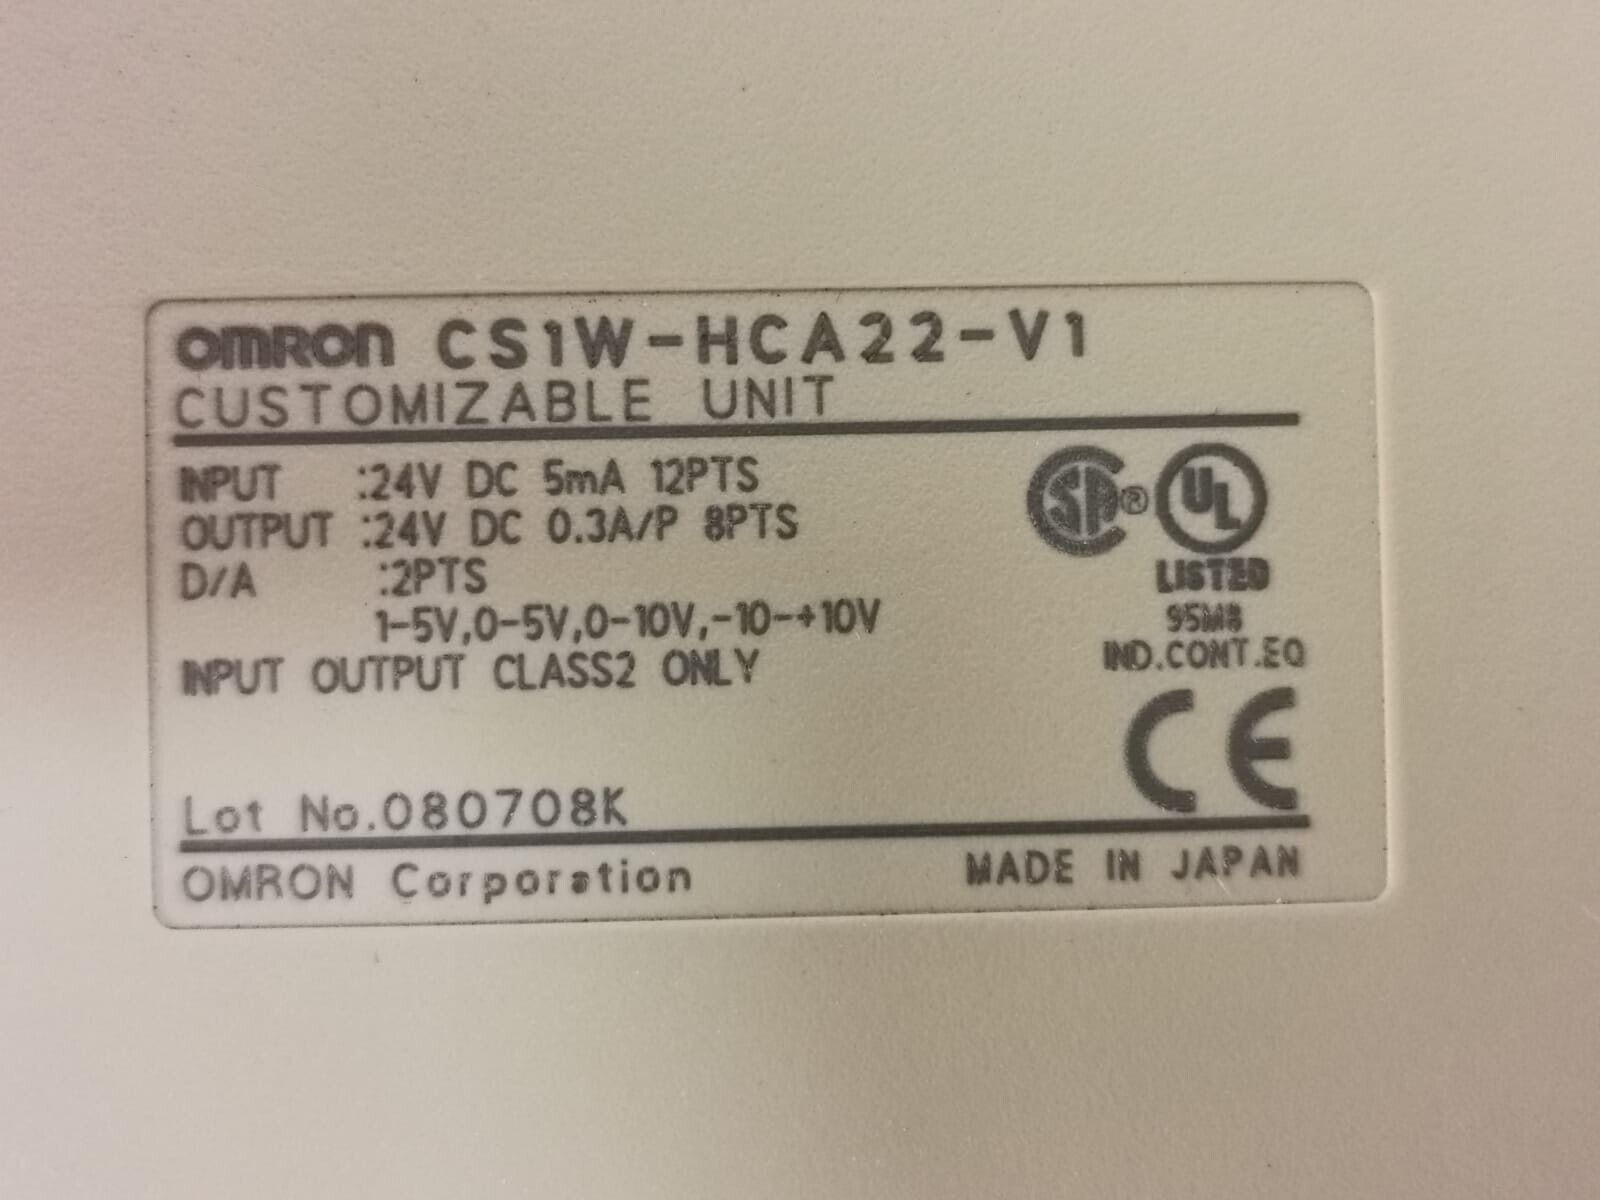 OMRON CS1W-HCA22-V1
CUSTOMIZABLE UNIT
INPUT :24V DC 5mA 12PTS
OUTPUT :24V DC 0.3A/P 8PTS
D/A :2PTS
1-5V,0-5V,0-10V,-10-+10V
INPUT OUTPUT CLASS2 ONLY
SA® UL
LISTED
95M8
IND.CONT.EQ
CE
Lot No.080708K
OMRON Corporation MADE IN JAPAN